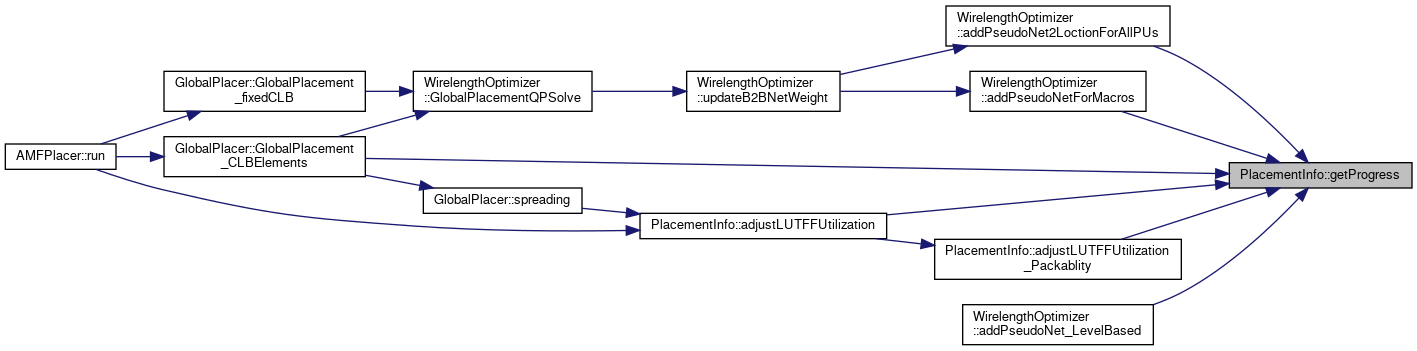 WirelengthOptimizer
::addPseudoNet2LoctionForAllPUs
GlobalPlacer::GlobalPlacement
_fixedCLB
WirelengthOptimizer
::GlobalPlacementQPSolve
WirelengthOptimizer
::updateB2BNetWeight
WirelengthOptimizer
::addPseudoNetForMacros
AMFPlacer::run
GlobalPlacer::GlobalPlacement
_CLBElements
PlacementInfo::getProgress
GlobalPlacer::spreading
PlacementInfo::adjustLUTFFUtilization
PlacementInfo::adjustLUTFFUtilization
_Packablity
WirelengthOptimizer
::addPseudoNet_LevelBased